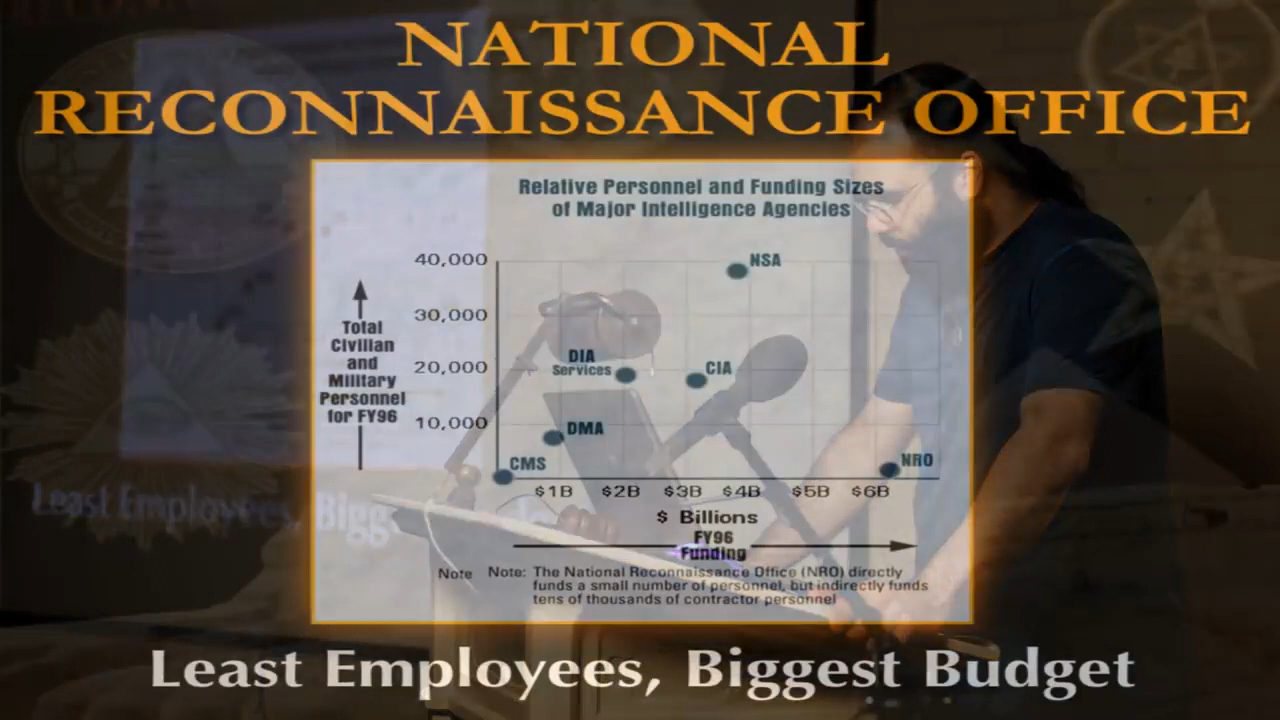 NATIONAL
RECONNAISSANCE OFFICE
Relative Personnel and Funding Sizes
of Major Intelligence Agencies
40,000
NSA
30,000
Total
Civilian
and
Military
Personnel
for FY96
20,000
DIA
Services
CIA
10,000
DMA
CMS
NRO
$1B $2B $3B $4B $5B $6B
$ Billions
FY96
Funding
Note
Note: The National Reconnaissance Office (NRO) directly
funds a small number of personnel, but indirectly funds
tens of thousands of contractor personnel
Least Employees, Bigg
Least Employees, Biggest Budget